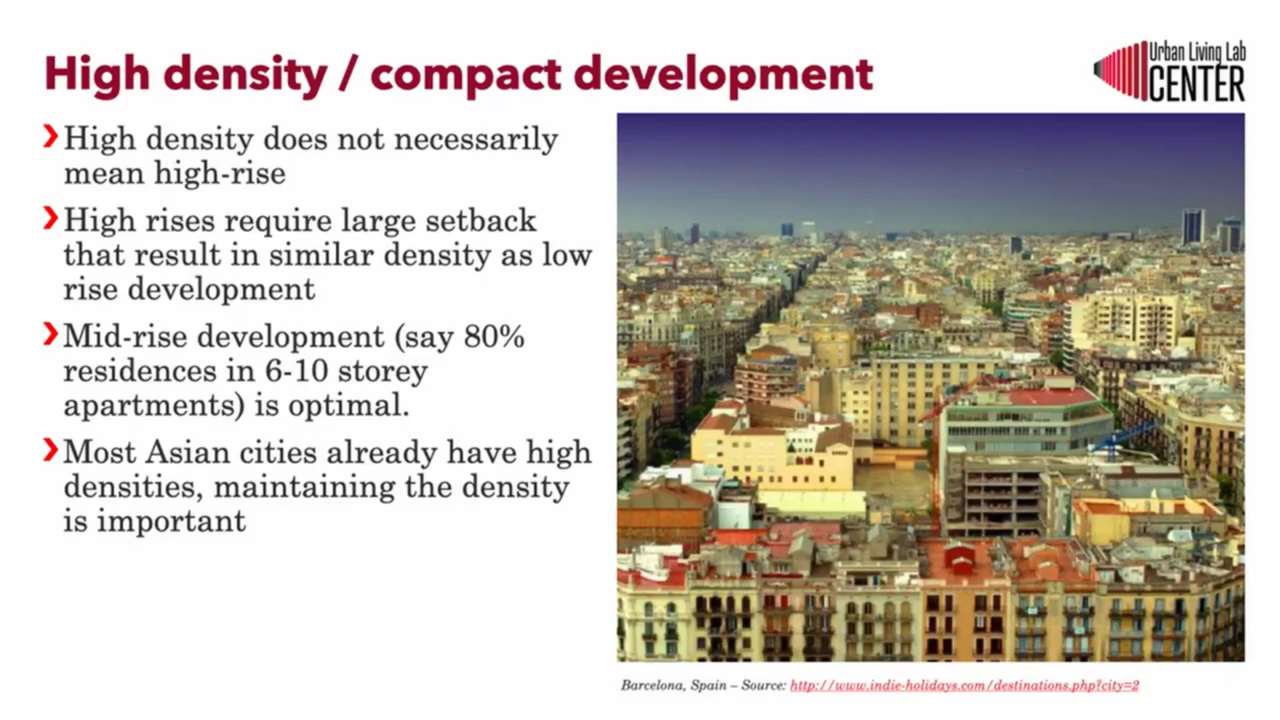 High density / compact development
Urban Living Lab
CENTER
High density does not necessarily
mean high-rise
High rises require large setback
that result in similar density as low
rise development
Mid-rise development (say 80%
residences in 6-10 storey
apartments) is optimal.
Most Asian cities already have high
densities, maintaining the density
is important
Barcelona, Spain – Source: http://www.indie-holidays.com/destinations.php?city=2